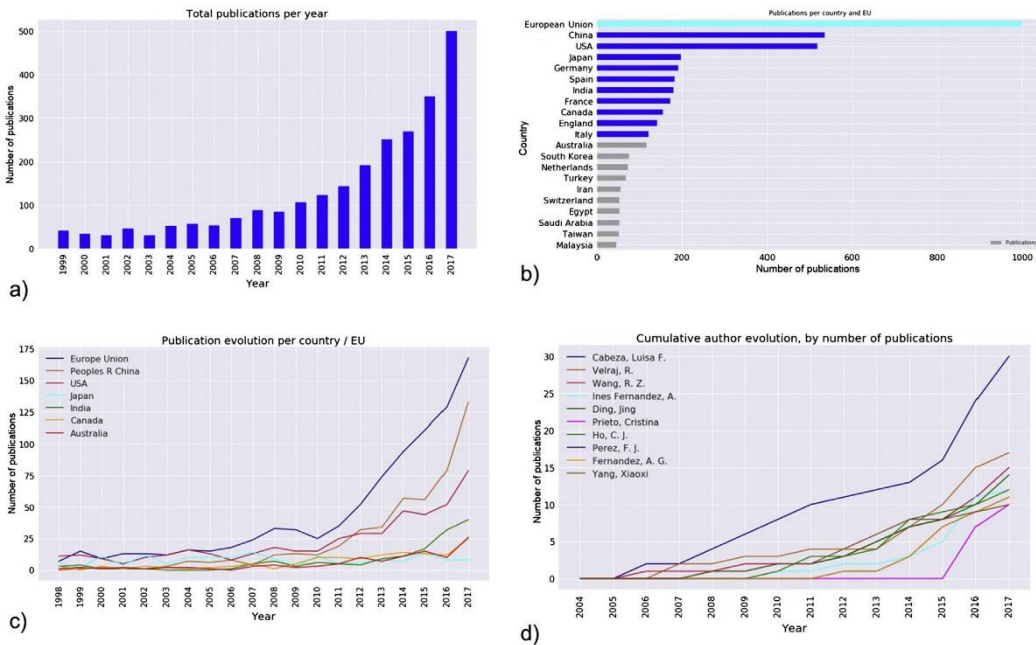 Total publications per year
Number of publications
500
400
300
200
100
0
1999
2000
2001
2002
2003
2004
2005
2006
2007
2008
2009
2010
2011
2012
2013
2014
2015
2016
2017
Year
a)
Publications per country and EU
Country
European Union
China
USA
Japan
Germany
Spain
India
France
Canada
England
Italy
Australia
South Korea
Netherlands
Turkey
Iran
Switzerland
Egypt
Saudi Arabia
Taiwan
Malaysia
Publications
0
200
400
600
800
1000
Number of publications
b)
Publication evolution per country / EU
Number of publications
175
150
125
100
75
50
25
0
Europe Union
Peoples R China
USA
Japan
India
Canada
Australia
1998
1999
2000
2001
2002
2003
2004
2005
2006
2007
2008
2009
2010
2011
2012
2013
2014
2015
2016
2017
Year
c)
Cumulative author evolution, by number of publications
Number of publications
30
25
20
15
10
5
0
Cabeza, Luisa F.
Velraj, R.
Wang, R. Z.
Ines Fernandez, A.
Ding, Jing
Prieto, Cristina
Ho, C. J.
Perez, F. J.
Fernandez, A. G.
Yang, Xiaoxi
2004
2005
2006
2007
2008
2009
2010
2011
2012
2013
2014
2015
2016
2017
Year
d)